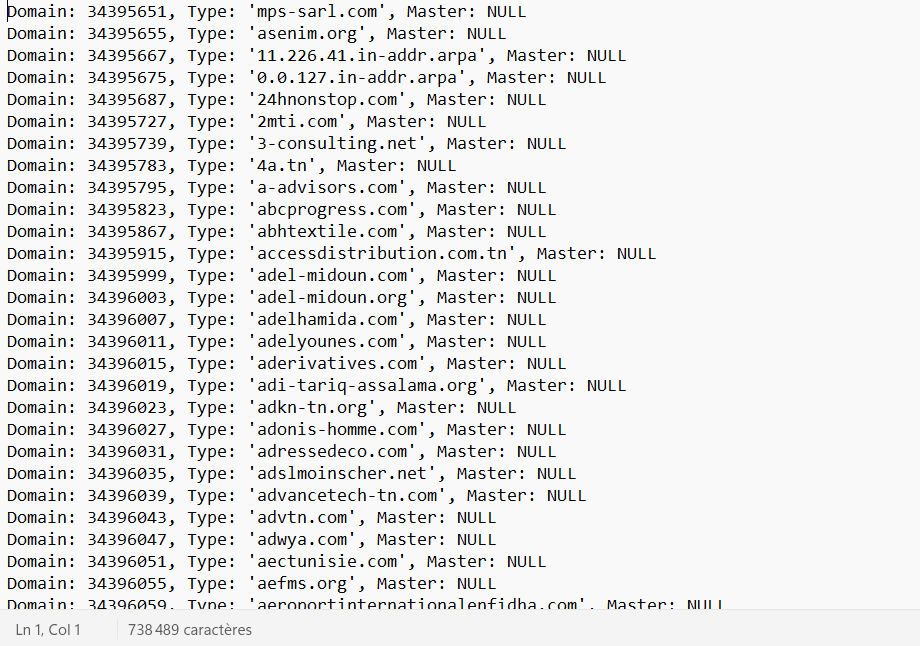 Domain: 34395651, Type: 'mps-sarl.com', Master: NULL
Domain: 34395655, Type: 'asenim.org', Master: NULL
Domain: 34395667, Type: '11.226.41.in-addr.arpa', Master: NULL
Domain: 34395675, Type: '0.0.127.in-addr.arpa', Master: NULL
Domain: 34395687, Type: '24hnonstop.com', Master: NULL
Domain: 34395727, Type: '2mti.com', Master: NULL
Domain: 34395739, Type: '3-consulting.net', Master: NULL
Domain: 34395783, Type: '4a.tn', Master: NULL
Domain: 34395795, Type: 'a-advisors.com', Master: NULL
Domain: 34395823, Type: 'abcprogress.com', Master: NULL
Domain: 34395867, Type: 'abhtextile.com', Master: NULL
Domain: 34395915, Type: 'accessdistribution.com.tn', Master: NULL
Domain: 34395999, Type: 'adel-midoun.com', Master: NULL
Domain: 34396003, Type: 'adel-midoun.org', Master: NULL
Domain: 34396007, Type: 'adelhamida.com', Master: NULL
Domain: 34396011, Type: 'adelyounes.com', Master: NULL
Domain: 34396015, Type: 'aderivatives.com', Master: NULL
Domain: 34396019, Type: 'adi-tariq-assalama.org', Master: NULL
Domain: 34396023, Type: 'adkn-tn.org', Master: NULL
Domain: 34396027, Type: 'adonis-homme.com', Master: NULL
Domain: 34396031, Type: 'adressedeco.com', Master: NULL
Domain: 34396035, Type: 'adslmoinscher.net', Master: NULL
Domain: 34396039, Type: 'advancetech-tn.com', Master: NULL
Domain: 34396043, Type: 'advtn.com', Master: NULL
Domain: 34396047, Type: 'adwya.com', Master: NULL
Domain: 34396051, Type: 'aectunisie.com', Master: NULL
Domain: 34396055, Type: 'aefms.org', Master: NULL
Domain: 34396059, Type: 'aeroportinternationalenfidha.com', Master: NULL
Ln 1, Col 1 738 489 caractères